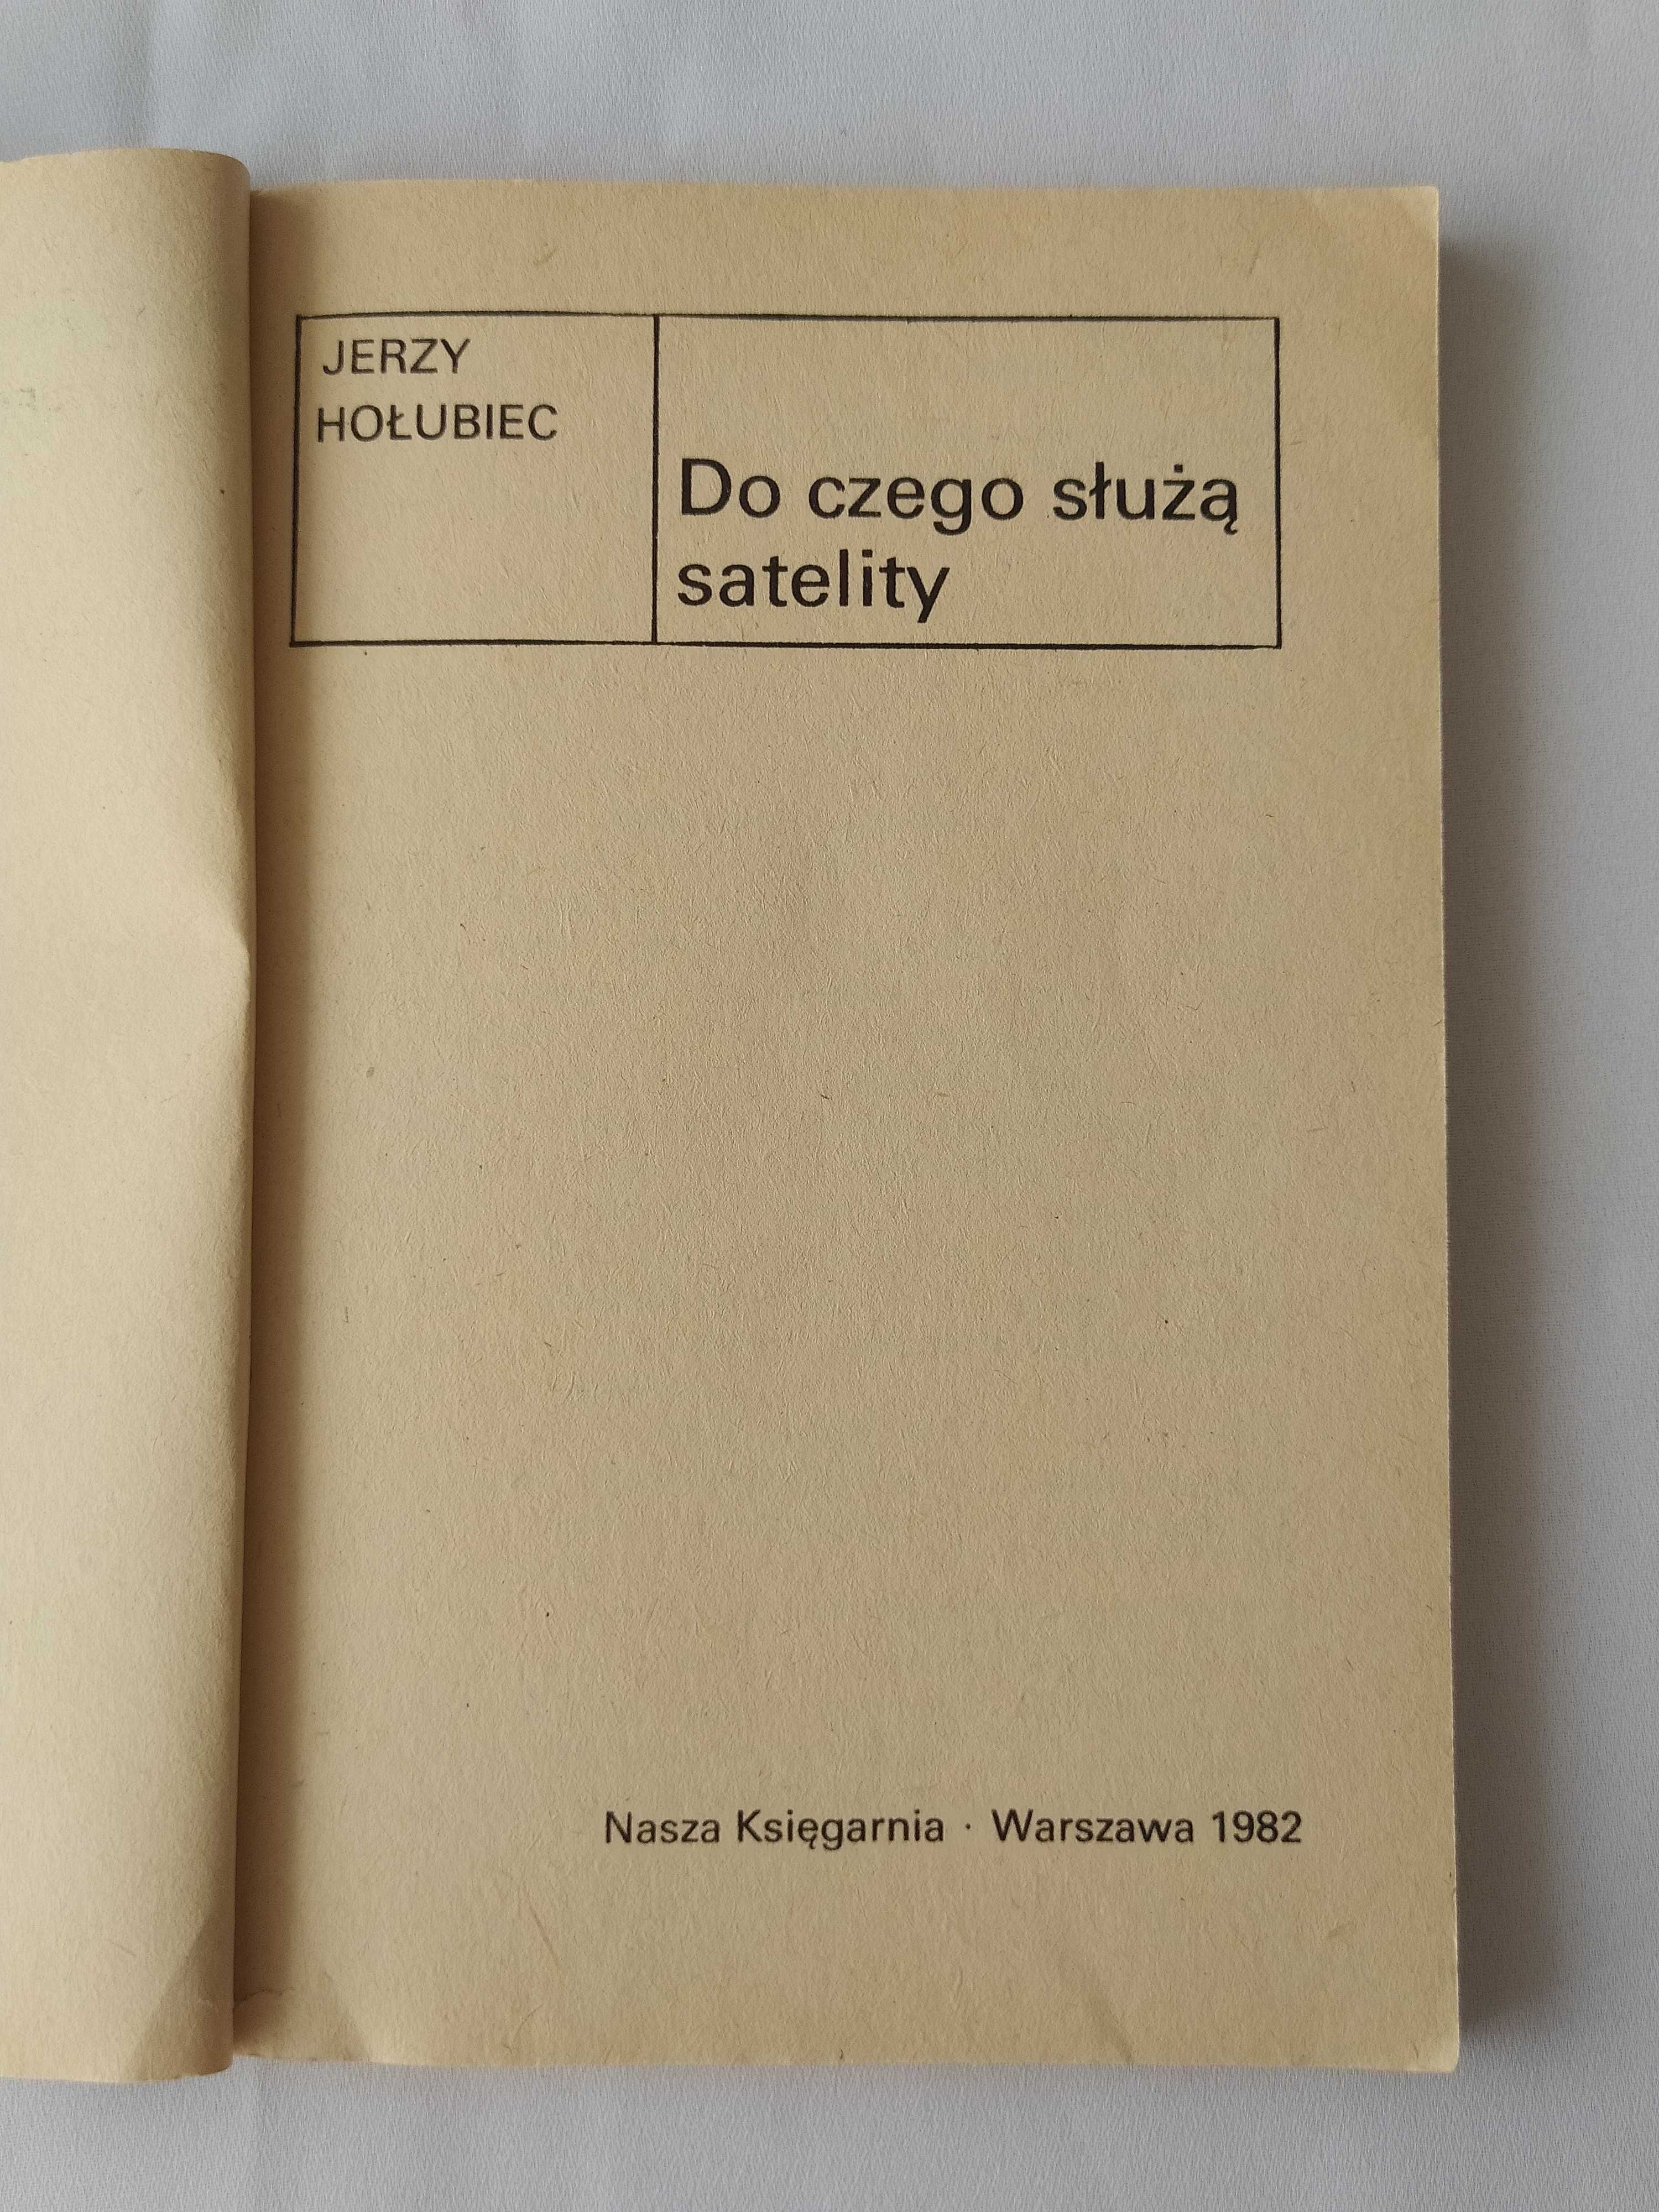 JERZY
HOŁUBIEC
Do czego służą
satelity
Nasza Księgarnia · Warszawa 1982